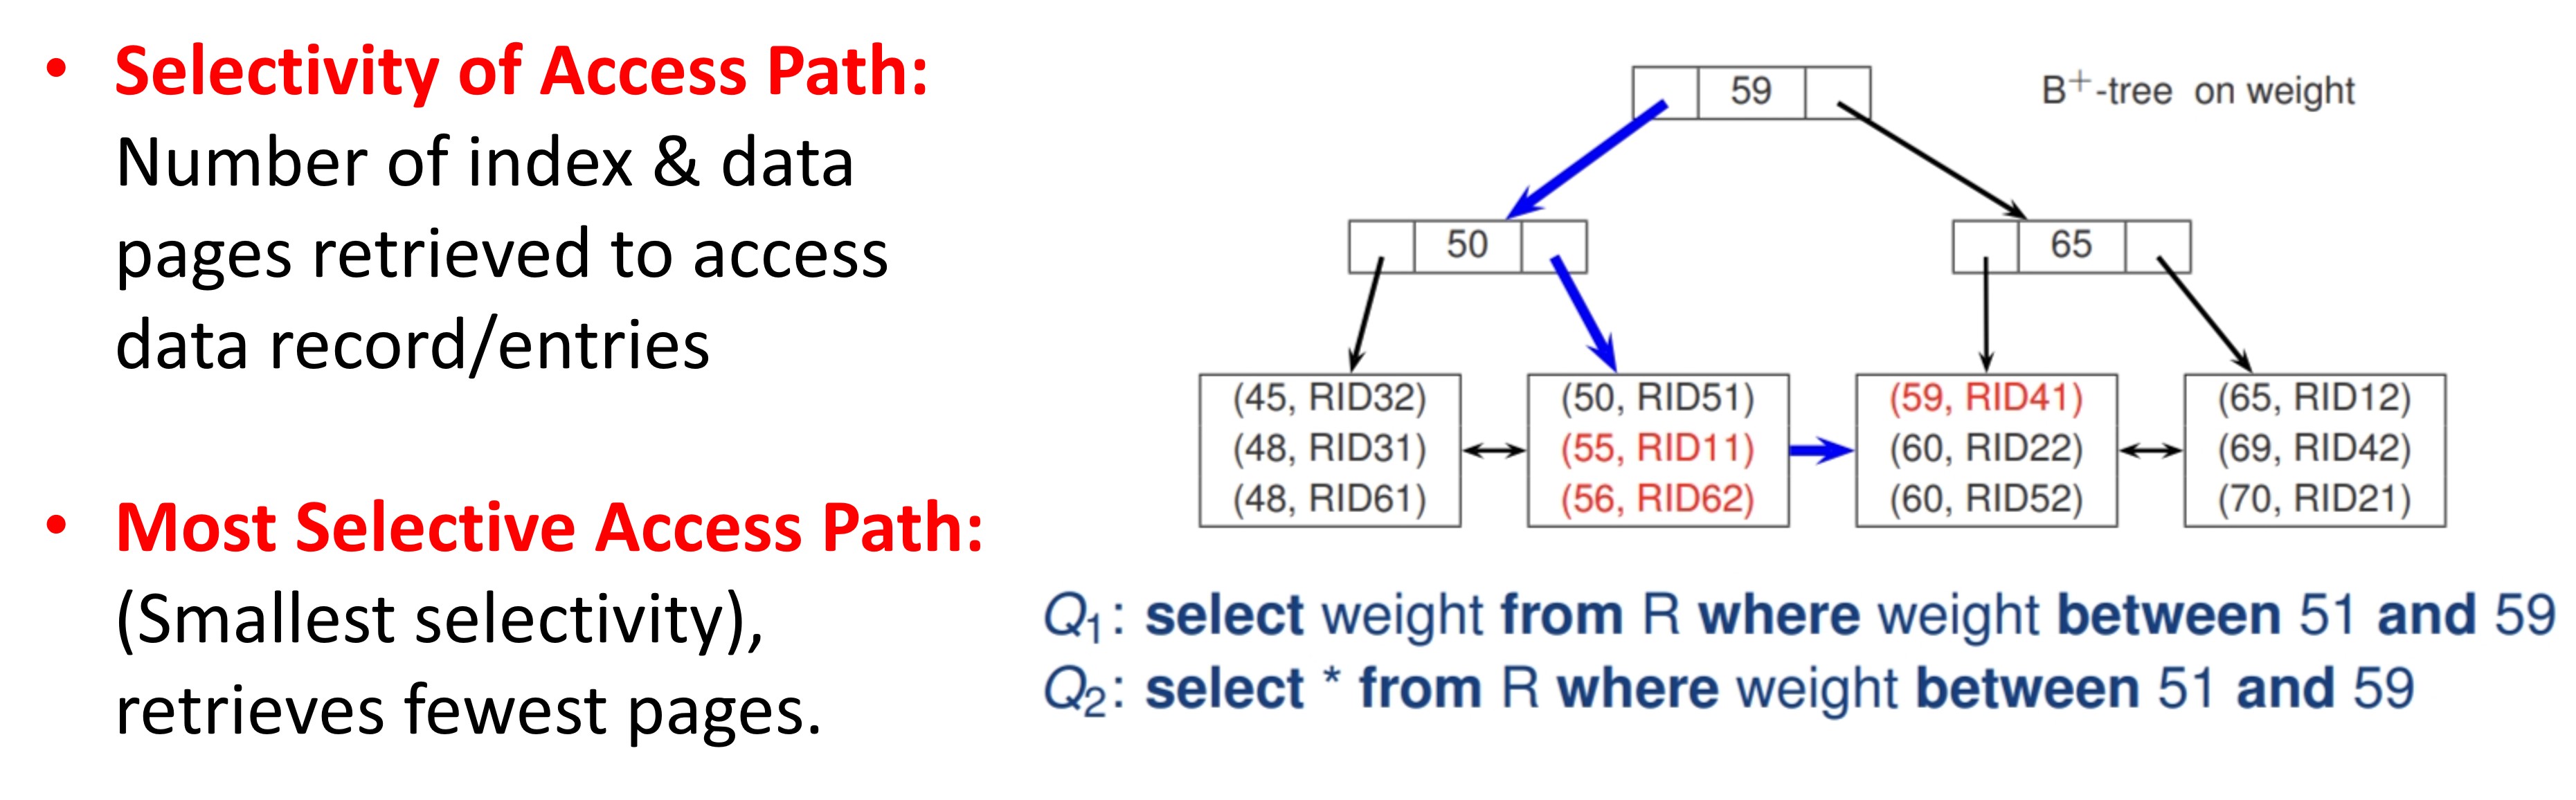 • Selectivity of Access Path:
Number of index & data
pages retrieved to access
data record/entries
• Most Selective Access Path:
(Smallest selectivity),
retrieves fewest pages.
59
B+-tree on weight
50
65
(45, RID32)
(48, RID31)
(48, RID61)
(50, RID51)
(55, RID11)
(56, RID62)
(59, RID41)
(60, RID22)
(60, RID52)
(65, RID12)
(69, RID42)
(70, RID21)
Q1: select weight from R where weight between 51 and 59
Q2: select * from R where weight between 51 and 59